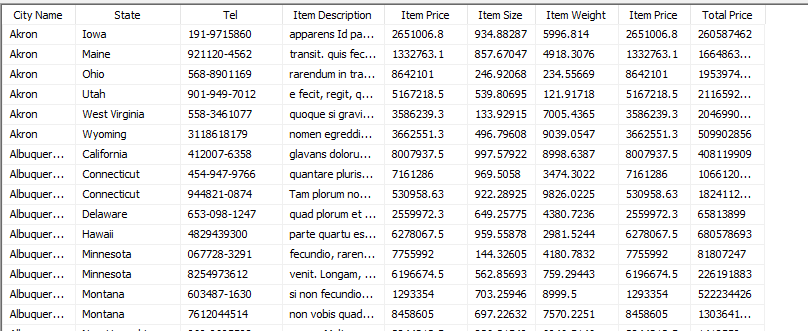 City Name State Tel Item Description Item Price Item Size Item Weight Item Price Total Price
Akron Iowa 191-9715860 apparens Id pa... 2651006.8 934.88287 5996.814 2651006.8 260587462
Akron Maine 921120-4562 transit. quis fec... 1332763.1 857.67047 4918.3076 1332763.1 1664863...
Akron Ohio 568-8901169 rarendum in tra... 8642101 246.92068 234.55669 8642101 1953974...
Akron Utah 901-949-7012 e fecit, regit, q... 5167218.5 539.80695 121.91718 5167218.5 2116592...
Akron West Virginia 558-3461077 quoque si gravi... 3586239.3 133.92915 7005.4365 3586239.3 2046990...
Akron Wyoming 3118618179 nomen egreddi... 3662551.3 496.79608 9039.0547 3662551.3 509902856
Albuquer... California 412007-6358 glavans doloru... 8007937.5 997.57922 8998.6387 8007937.5 408119909
Albuquer... Connecticut 454-947-9766 quantare pluris... 7161286 969.5058 3474.3022 7161286 1066120...
Albuquer... Connecticut 944821-0874 Tam plorum no... 530958.63 922.28925 9826.0225 530958.63 1824112...
Albuquer... Delaware 653-098-1247 quad plorum et ... 2559972.3 649.25775 4380.7236 2559972.3 65813899
Albuquer... Hawaii 4829439300 parte quartu es... 6278067.5 959.55878 2981.5244 6278067.5 680578693
Albuquer... Minnesota 067728-3291 fecundio, raren... 7755992 144.32605 4180.7832 7755992 81807247
Albuquer... Minnesota 8254973612 venit. Longam, ... 6196674.5 562.85693 759.29443 6196674.5 226191883
Albuquer... Montana 603487-1630 si non fecundio... 1293354 703.25946 8999.5 1293354 522234426
Albuquer... Montana 7612044514 non vobis quad... 8458605 697.22632 7570.2251 8458605 1303641...